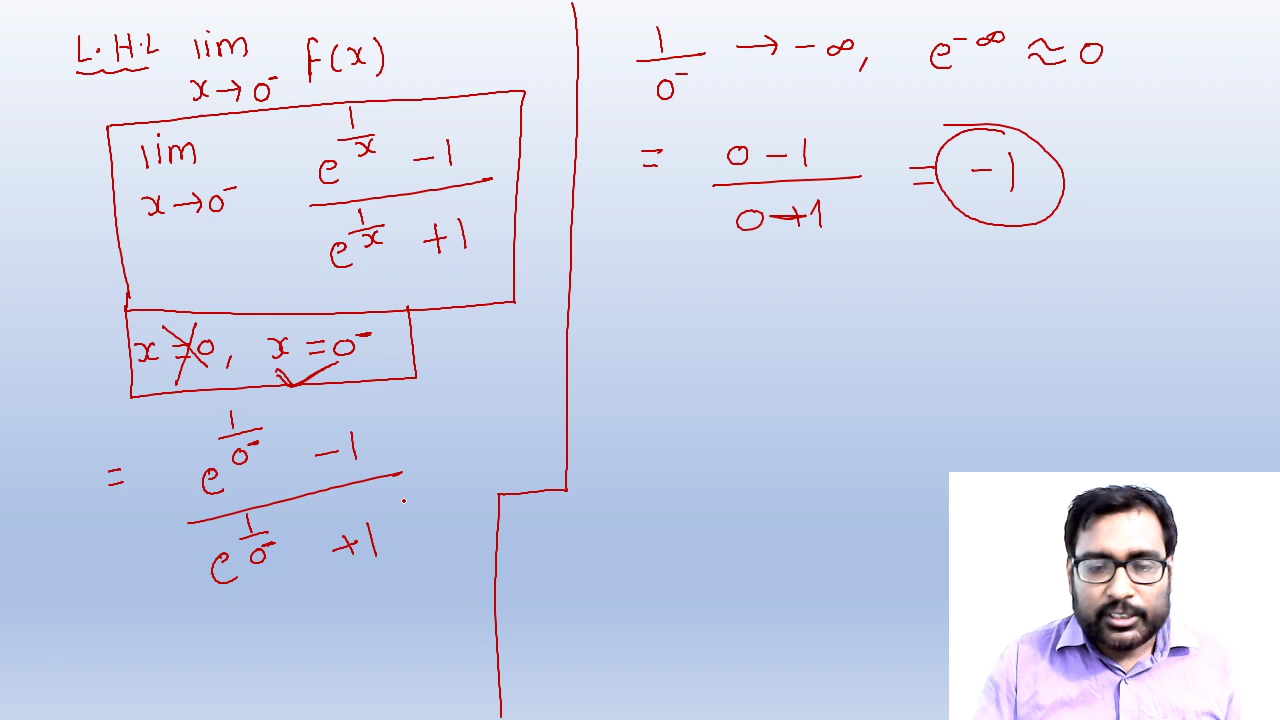 L.H.L lim x→0⁻ f(x)
lim x→0⁻ (e^(1/x) - 1)/(e^(1/x) + 1)
x = 0, x = 0⁻
= (e^(1/0⁻) - 1)/(e^(1/0⁻) + 1)
1/0⁻ → -∞, e^(-∞) ≈ 0
= (0 - 1)/(0 + 1) = -1